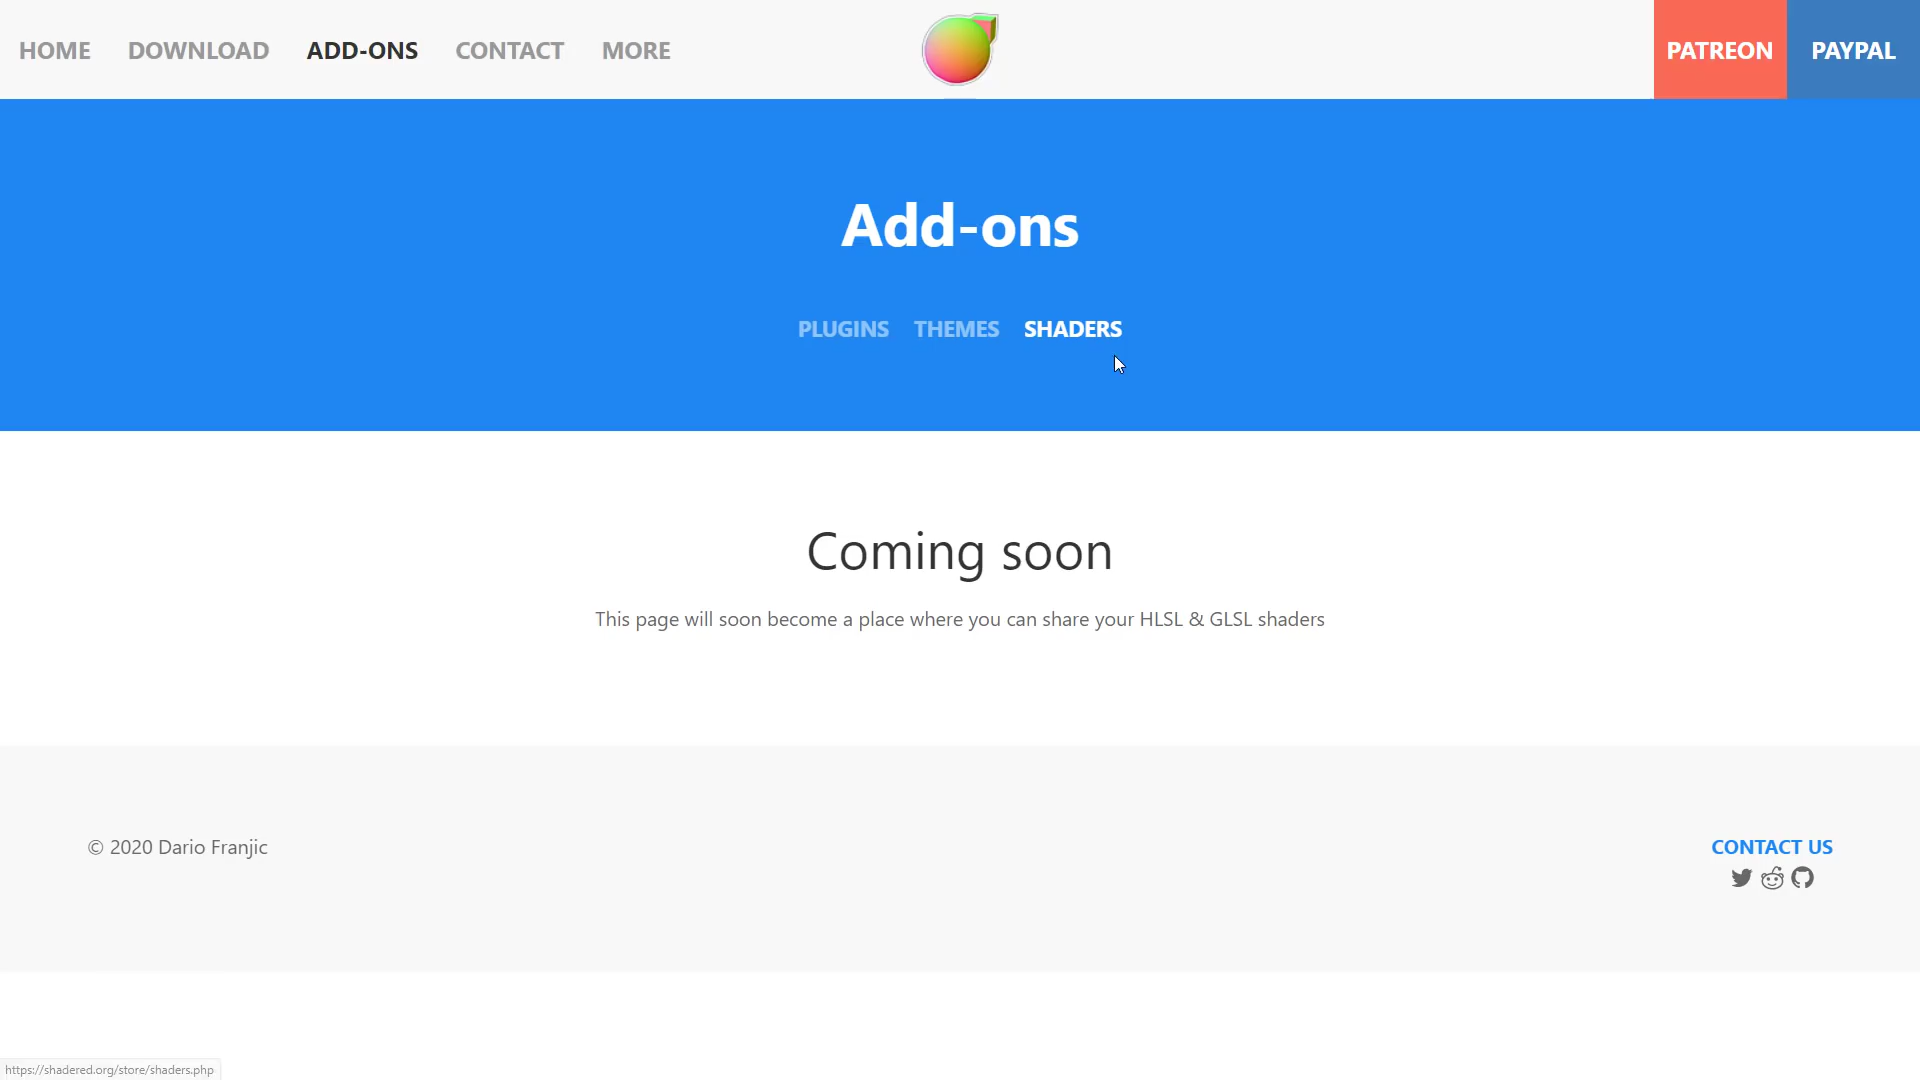 HOME DOWNLOAD ADD-ONS CONTACT MORE PATREON PAYPAL
Add-ons
PLUGINS THEMES SHADERS
Coming soon
This page will soon become a place where you can share your HLSL & GLSL shaders
© 2020 Dario Franjic
CONTACT US
https://shadered.org/store/shaders.php